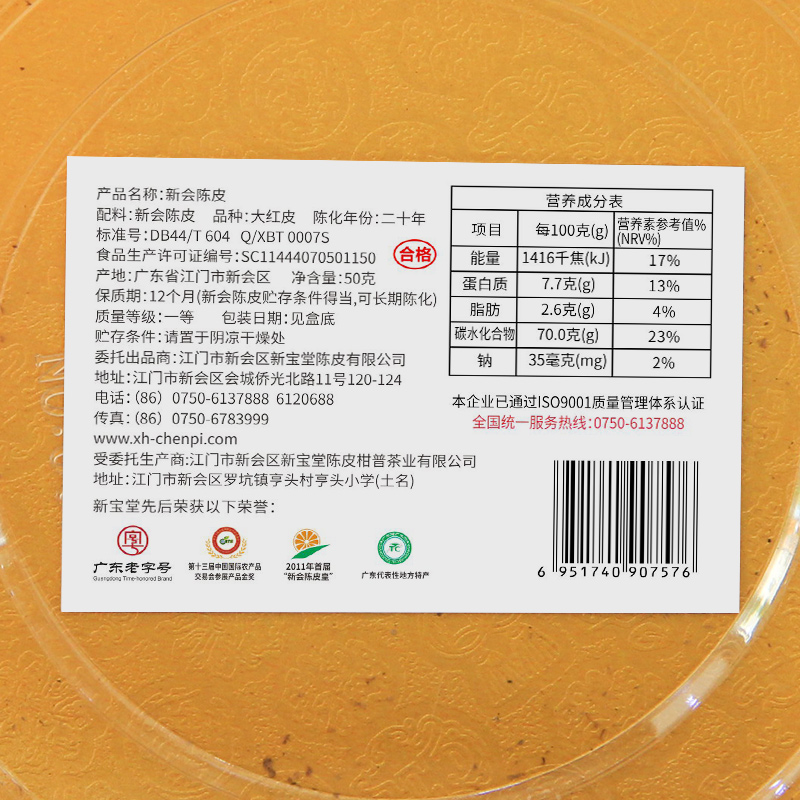 产品名称:新会陈皮
配料:新会陈皮 品种:大红皮 陈化年份:二十年
标准号:DB44/T 604 Q/XBT 0007S
食品生产许可证编号:SC11444070501150
合格
产地:广东省江门市新会区 净含量:50克
保质期:12个月(新会陈皮贮存条件得当,可长期陈化)
质量等级:一等 包装日期:见盒底
贮存条件:请置于阴凉干燥处
委托出品商:江门市新会区新宝堂陈皮有限公司
地址:江门市新会区会城侨光北路11号120-124
电话:(86) 0750-6137888 6120688
传真:(86) 0750-6783999
www.xh-chenpi.com
受委托生产商:江门市新会区新宝堂陈皮柑普茶业有限公司
地址:江门市新会区罗坑镇亨头村亨头小学(土名)
新宝堂先后荣获以下荣誉:
广东老字号
Guangdong Time-honored Brand
第十三届中国国际农产品
交易会参展产品金奖
2011年首届
"新会陈皮皇"
广东代表性地方特产
营养成分表
项目 每100克(g) 营养素参考值%
(NRV%)
能量 1416千焦(kJ) 17%
蛋白质 7.7克(g) 13%
脂肪 2.6克(g) 4%
碳水化合物 70.0克(g) 23%
钠 35毫克(mg) 2%
本企业已通过ISO9001质量管理体系认证
全国统一服务热线:0750-6137888
6 951740 907576